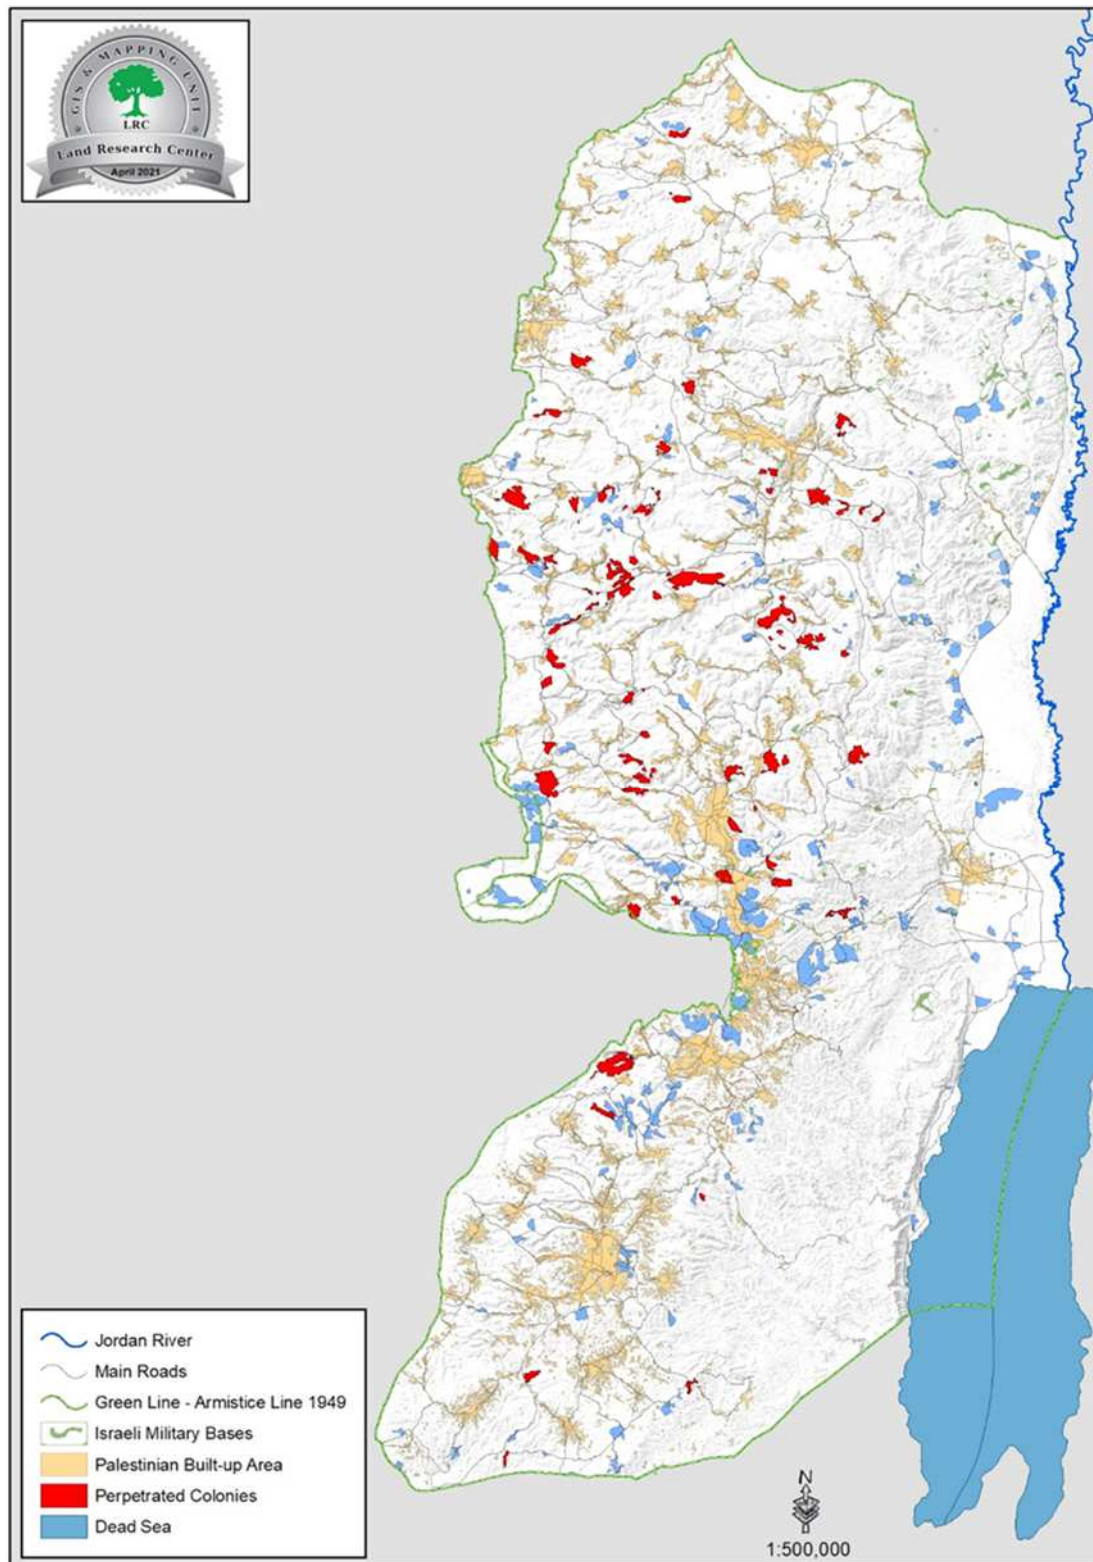 GIS & MAPPING UNIT
LRC
Land Research Center
April 2021
Jordan River
Main Roads
Green Line - Armistice Line 1949
Israeli Military Bases
Palestinian Built-up Area
Perpetrated Colonies
Dead Sea
N
1:500,000